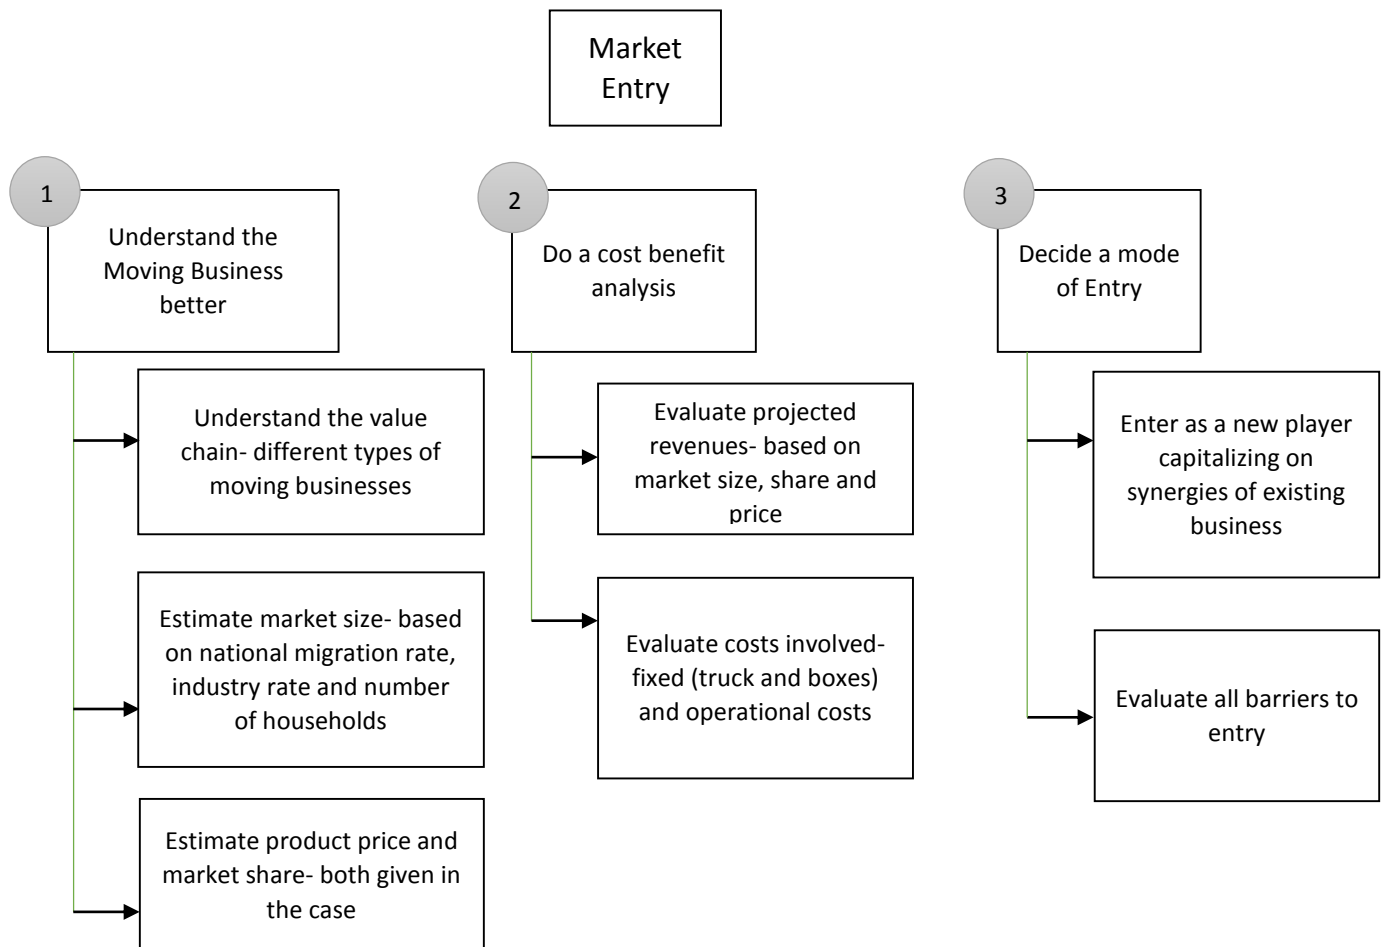 Market
Entry
1
Understand the
Moving Business
better
Understand the value
chain- different types of
moving businesses
Estimate market size- based
on national migration rate,
industry rate and number
of households
Estimate product price and
market share- both given in
the case
2
Do a cost benefit
analysis
Evaluate projected
revenues- based on
market size, share and
price
Evaluate costs involved-
fixed (truck and boxes)
and operational costs
3
Decide a mode
of Entry
Enter as a new player
capitalizing on
synergies of existing
business
Evaluate all barriers to
entry